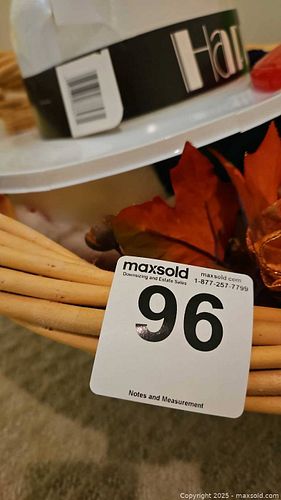 Har
maxsold
Downsizing and Estate Sales
maxsold.com
1-877-257-7799
96
Notes and Measurement
Copyright 2025 - maxsold.com